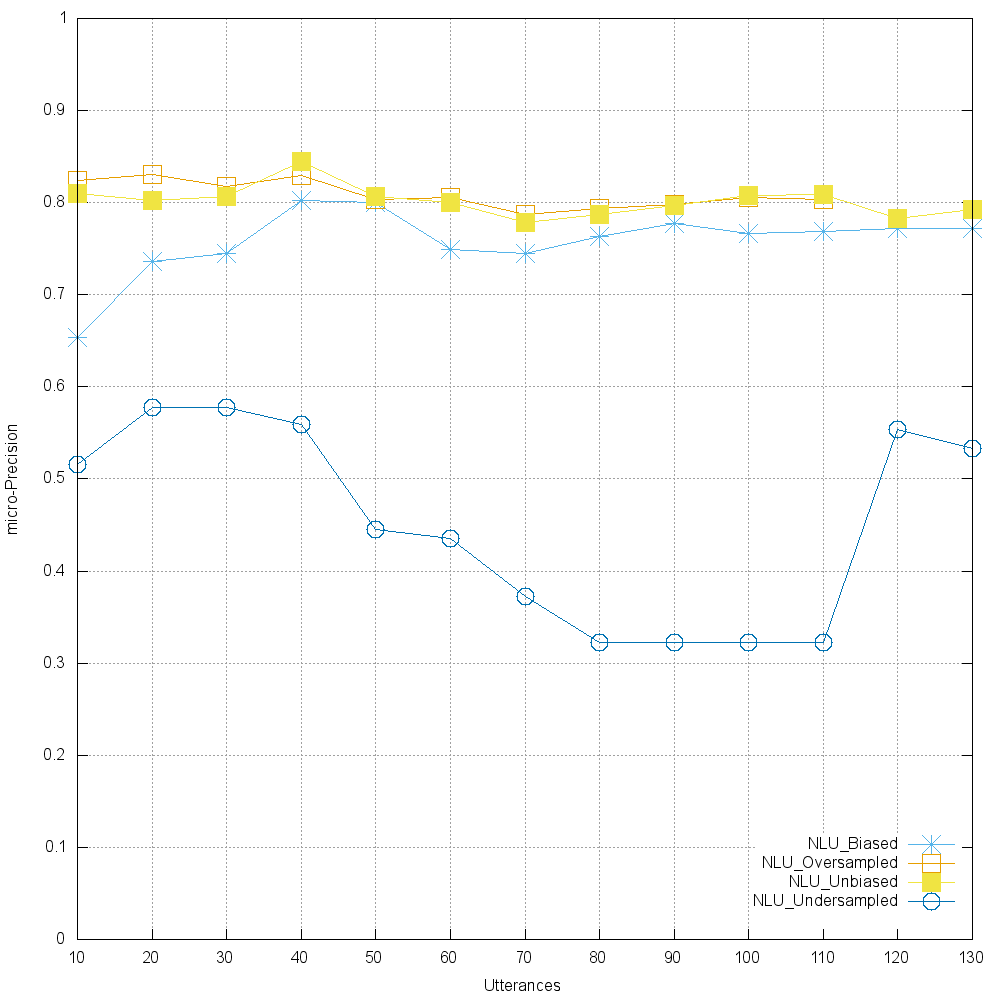 1
0.9
0.8
0.7
0.6
0.5
0.4
0.3
0.2
0.1
0
micro-Precision
10 20 30 40 50 60 70 80 90 100 110 120 130
Utterances
NLU_Biased
NLU_Oversampled
NLU_Unbiased
NLU_Undersampled